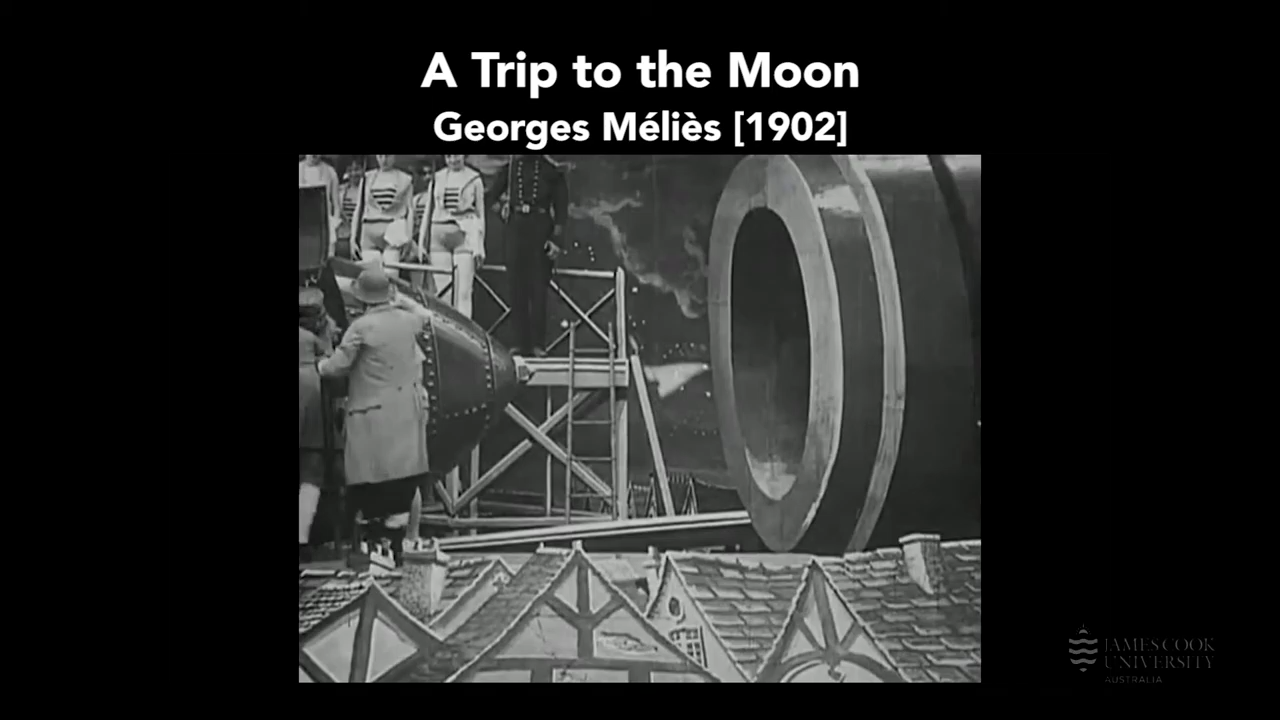 A Trip to the Moon
Georges Méliès [1902]
JAMES COOK
UNIVERSITY
AUSTRALIA